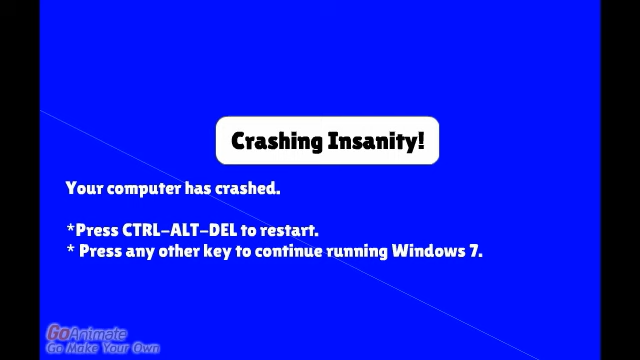 Crashing Insanity!
Your computer has crashed.
*Press CTRL-ALT-DEL to restart.
* Press any other key to continue running Windows 7.
GoAnimate
Go Make Your Own